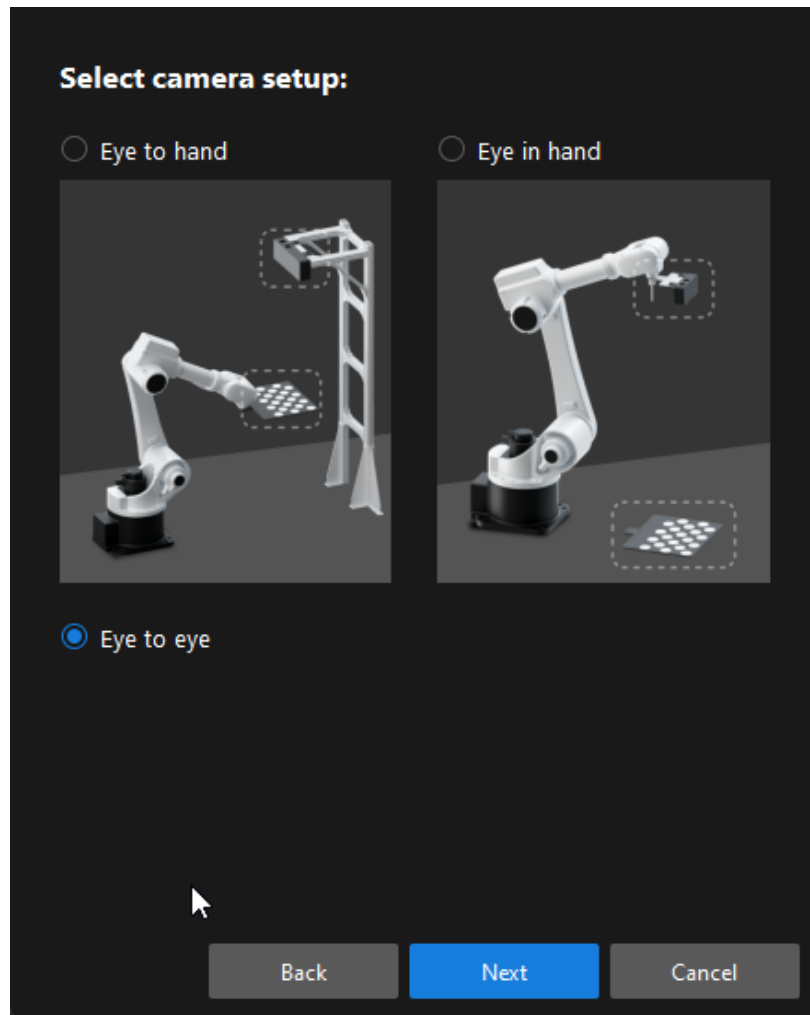 Select camera setup:
Eye to hand
Eye in hand
Eye to eye
Back
Next
Cancel